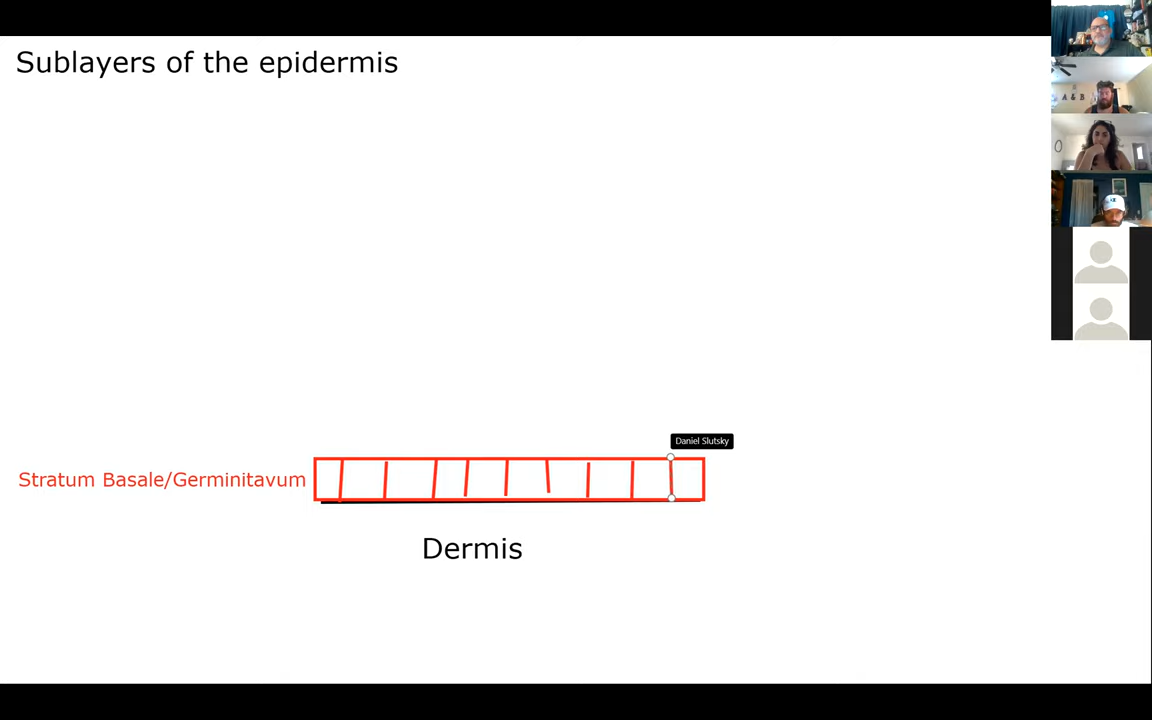 Sublayers of the epidermis
A & B
Daniel Slutsky
Stratum Basale/Germinitavum
Dermis